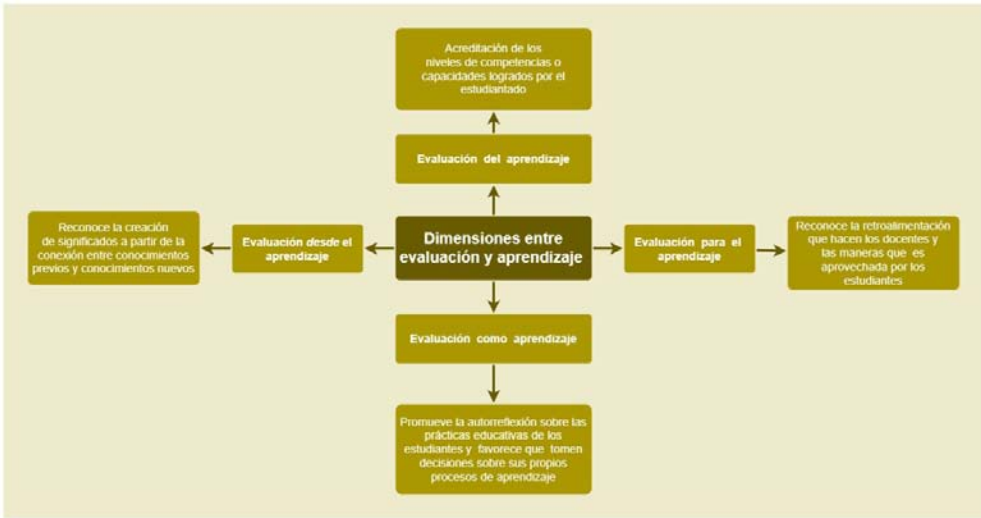 Acreditación de los
niveles de competencias o
capacidades logrados por el
estudiantado
Evaluación del aprendizaje
Reconoce la creación
de significados a partir de la
conexión entre conocimientos
previos y conocimientos nuevos
Evaluación desde el
aprendizaje
Dimensiones entre
evaluación y aprendizaje
Evaluación para el
aprendizaje
Reconoce la retroalimentación
que hacen los docentes y
las maneras que es
aprovechada por los
estudiantes
Evaluación como aprendizaje
Promueve la autorreflexión sobre las
prácticas educativas de los
estudiantes y favorece que tomen
decisiones sobre sus propios
procesos de aprendizaje